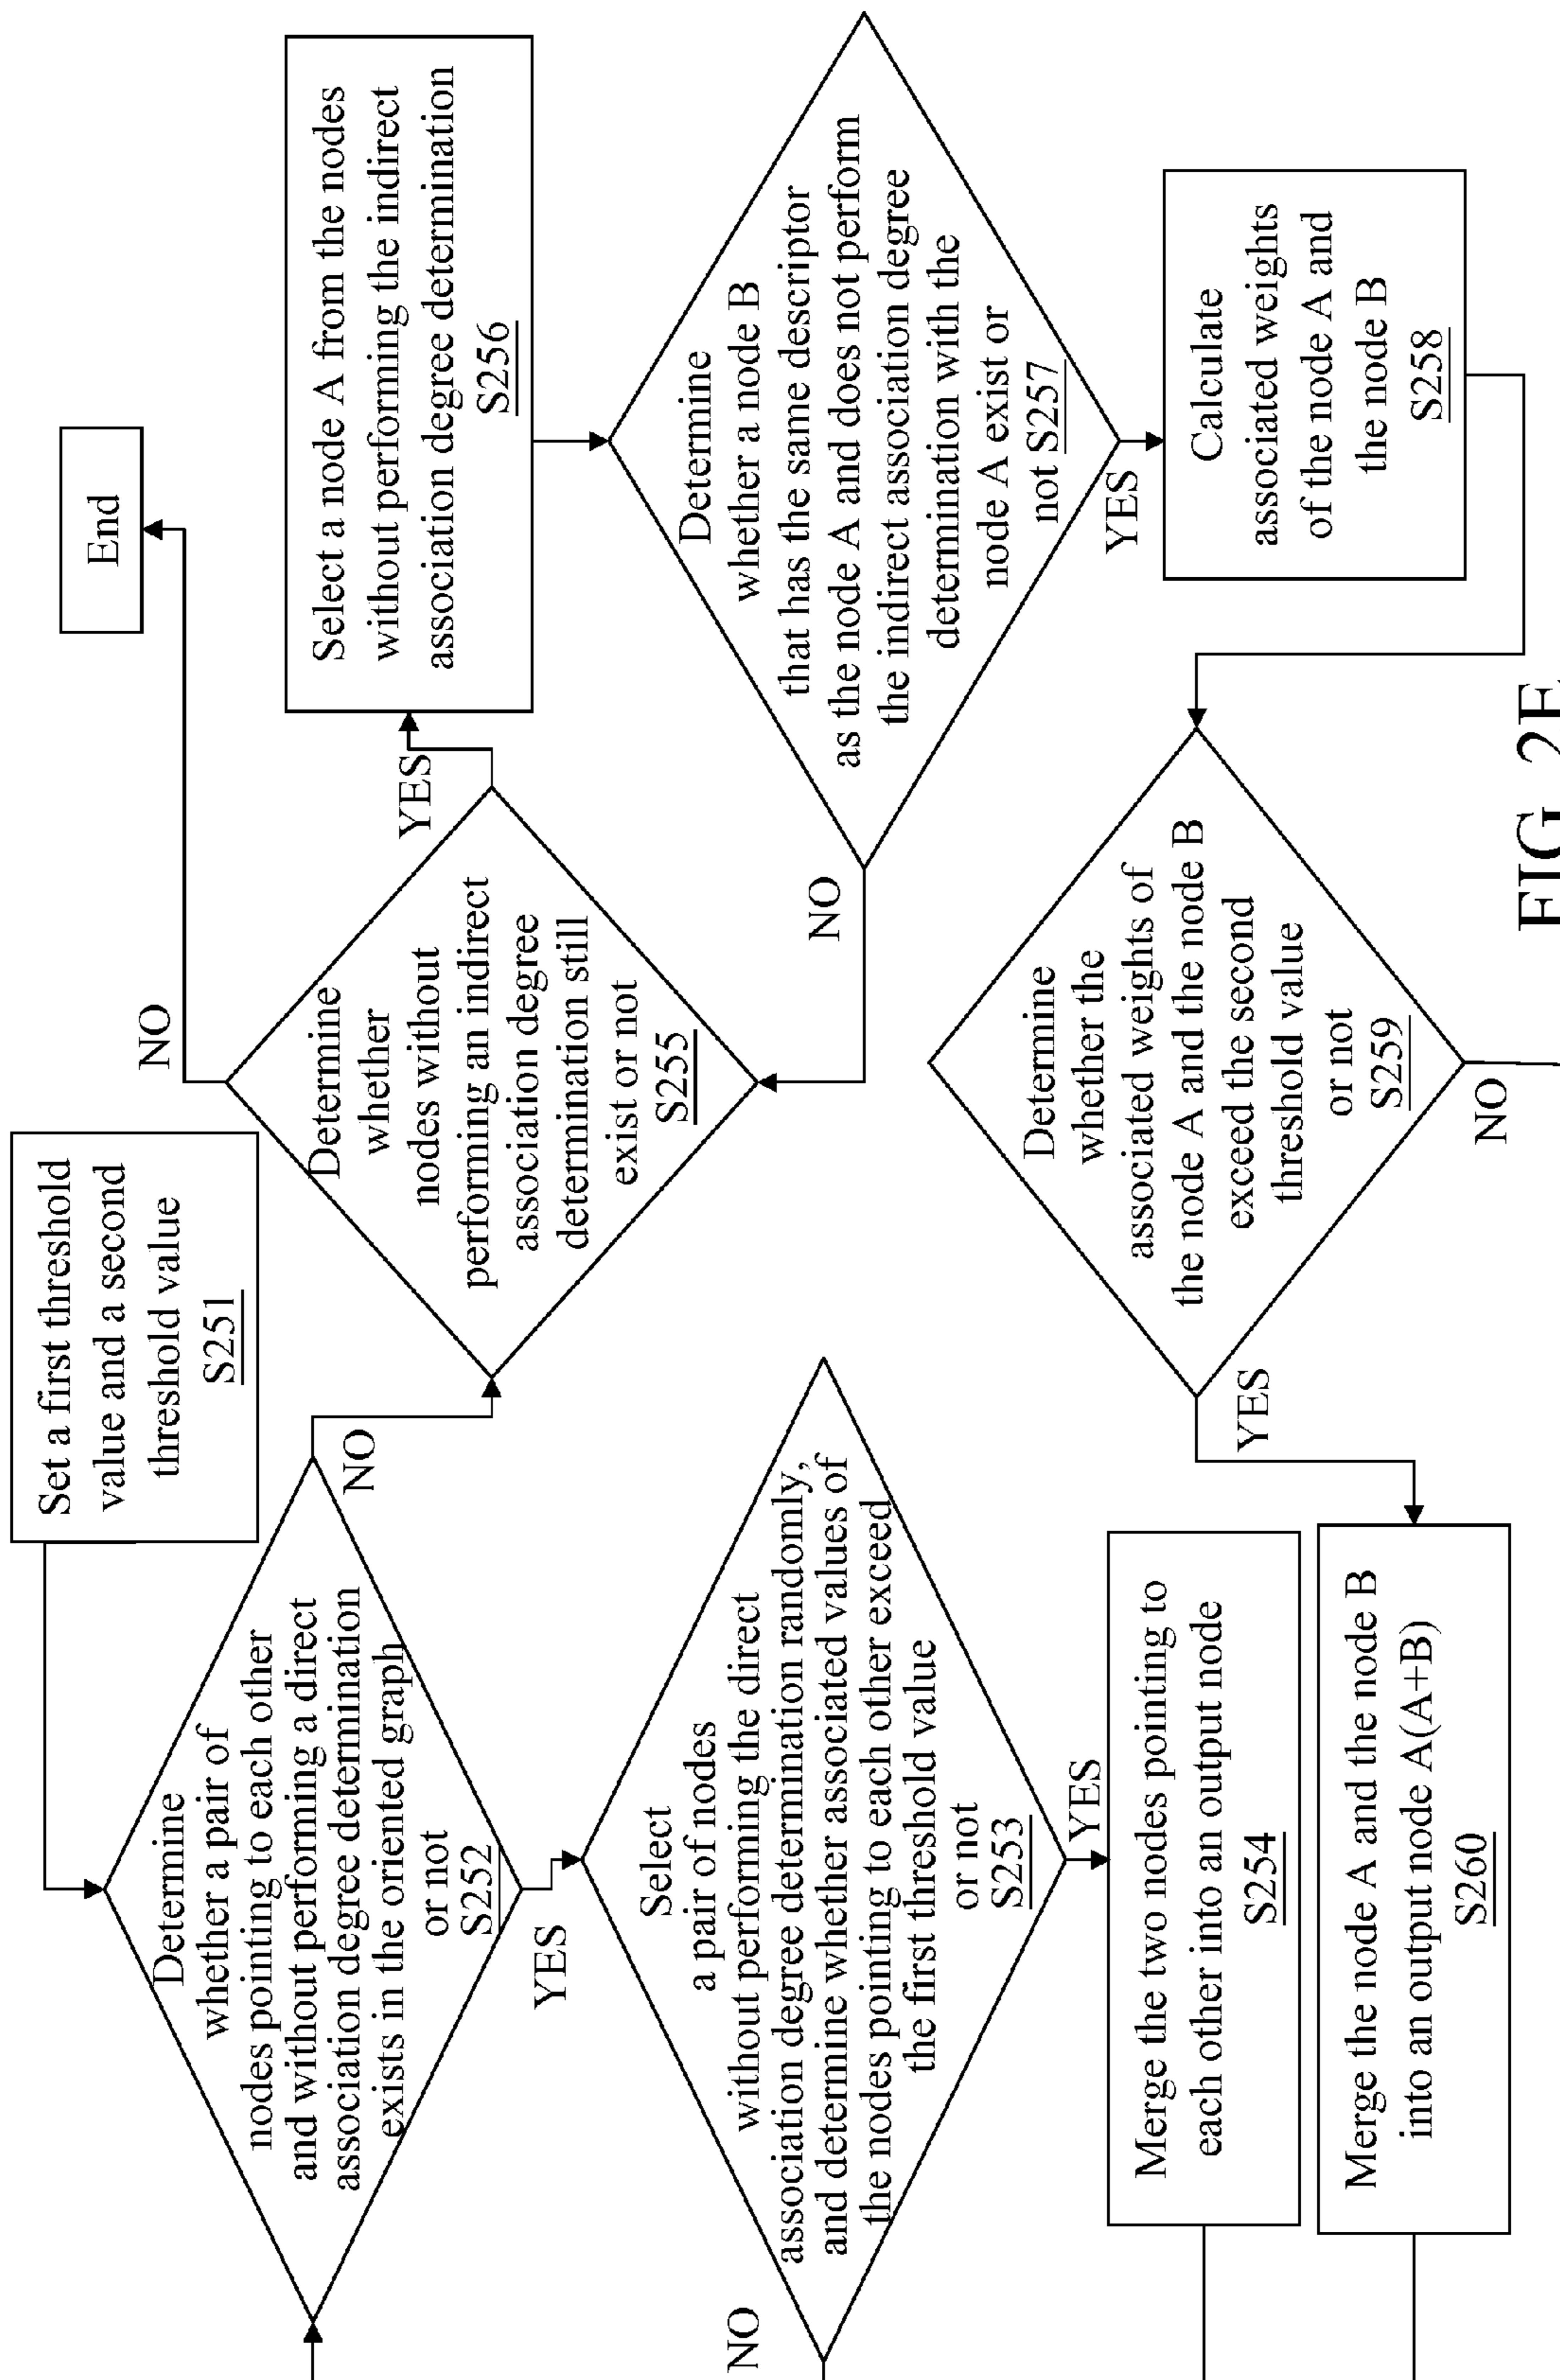 Set a first threshold
value and a second
threshold value
S251
Determine
whether a pair of
nodes pointing to each other
and without performing a direct
association degree determination
exists in the oriented graph
or not
S252
NO
YES
Select
a pair of nodes
without performing the direct
association degree determination randomly,
and determine whether associated values of
the nodes pointing to each other exceed
the first threshold value
or not
S253
NO
YES
Merge the two nodes pointing to
each other into an output node
S254
Determine
whether
nodes without
performing an indirect
association degree
determination still
exist or not
S255
NO
End
YES
Select a node A from the nodes
without performing the indirect
association degree determination
S256
Determine
whether a node B
that has the same descriptor
as the node A and does not perform
the indirect association degree
determination with the
node A exist or
not S257
NO
YES
Calculate
associated weights
of the node A and
the node B
S258
Determine
whether the
associated weights of
the node A and the node B
exceed the second
threshold value
or not
S259
YES
NO
Merge the node A and the node B
into an output node A(A+B)
S260
FIG